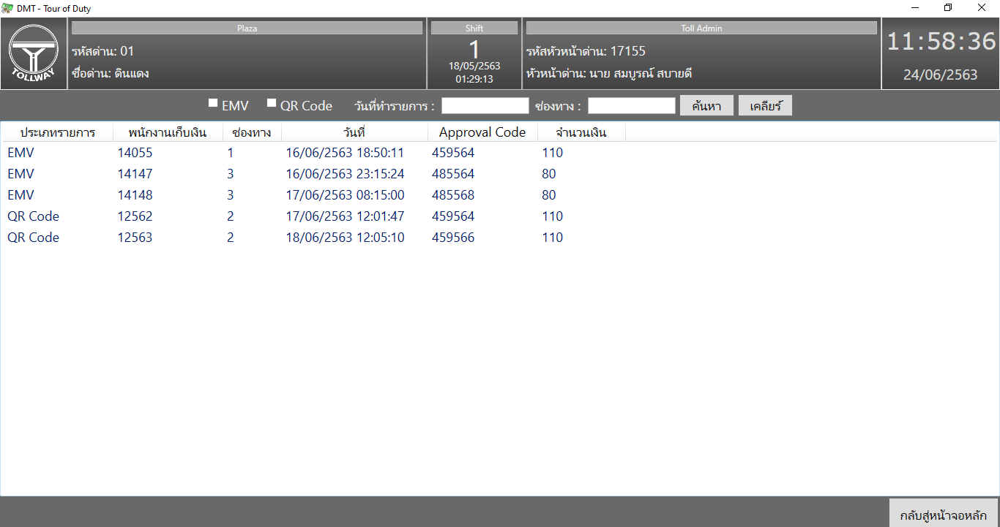 DMT - Tour of Duty
TOLLWAY
Plaza
รหัสด่าน: 01
ชื่อด่าน: ดินแดง
Shift
1
18/05/2563
01:29:13
Toll Admin
รหัสหัวหน้าด่าน: 17155
หัวหน้าด่าน: นาย สมบูรณ์ สบายดี
11:58:36
24/06/2563
EMV QR Code วันที่ทำรายการ : ช่องทาง : ค้นหา เคลียร์
ประเภทรายการ พนักงานเก็บเงิน ช่องทาง วันที่ Approval Code จำนวนเงิน
EMV 14055 1 16/06/2563 18:50:11 459564 110
EMV 14147 3 16/06/2563 23:15:24 485564 80
EMV 14148 3 17/06/2563 08:15:00 485568 80
QR Code 12562 2 17/06/2563 12:01:47 459564 110
QR Code 12563 2 18/06/2563 12:05:10 459566 110
กลับสู่หน้าจอหลัก